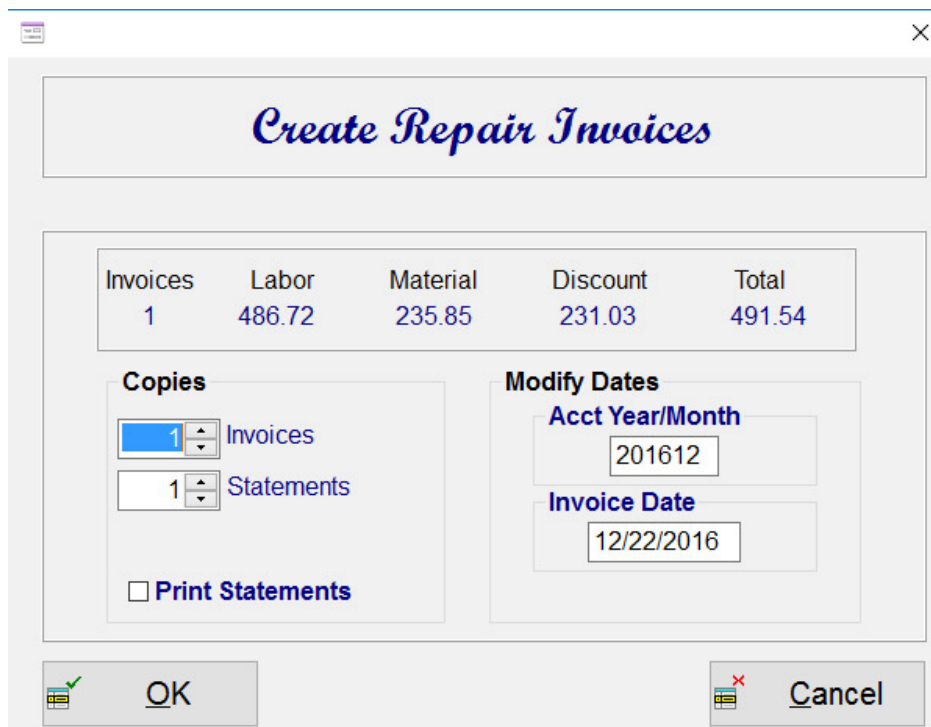 Create Repair Invoices
Invoices Labor Material Discount Total
1 486.72 235.85 231.03 491.54
Copies
1 Invoices
1 Statements
Print Statements
Modify Dates
Acct Year/Month
201612
Invoice Date
12/22/2016
OK
Cancel